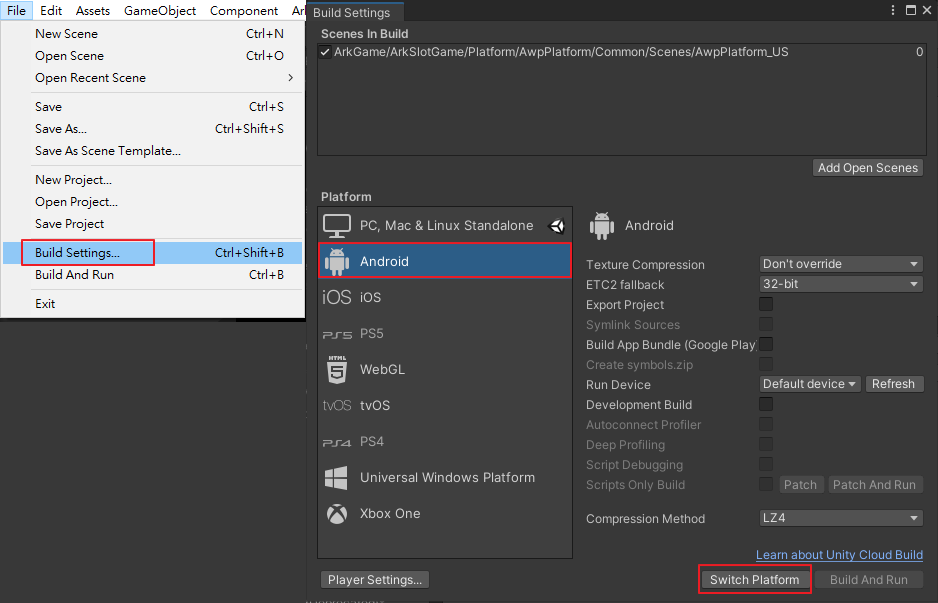 File Edit Assets GameObject Component
New Scene Ctrl+N
Open Scene Ctrl+O
Open Recent Scene
Save Ctrl+S
Save As... Ctrl+Shift+S
Save As Scene Template...
New Project...
Open Project...
Save Project
Build Settings... Ctrl+Shift+B
Build And Run Ctrl+B
Exit
Build Settings
Scenes In Build
ArkGame/ArkSlotGame/Platform/AwpPlatform/Common/Scenes/AwpPlatform_US 0
Add Open Scenes
Platform
PC, Mac & Linux Standalone
Android
iOS iOS
PS5 PS5
HTML 5 WebGL
tvOS tvOS
PS4 PS4
Universal Windows Platform
Xbox One
Android
Texture Compression Don't override
ETC2 fallback 32-bit
Export Project
Symlink Sources
Build App Bundle (Google Play
Create symbols.zip
Run Device Default device Refresh
Development Build
Autoconnect Profiler
Deep Profiling
Script Debugging
Scripts Only Build Patch Patch And Run
Compression Method LZ4
Learn about Unity Cloud Build
Player Settings... Switch Platform Build And Run